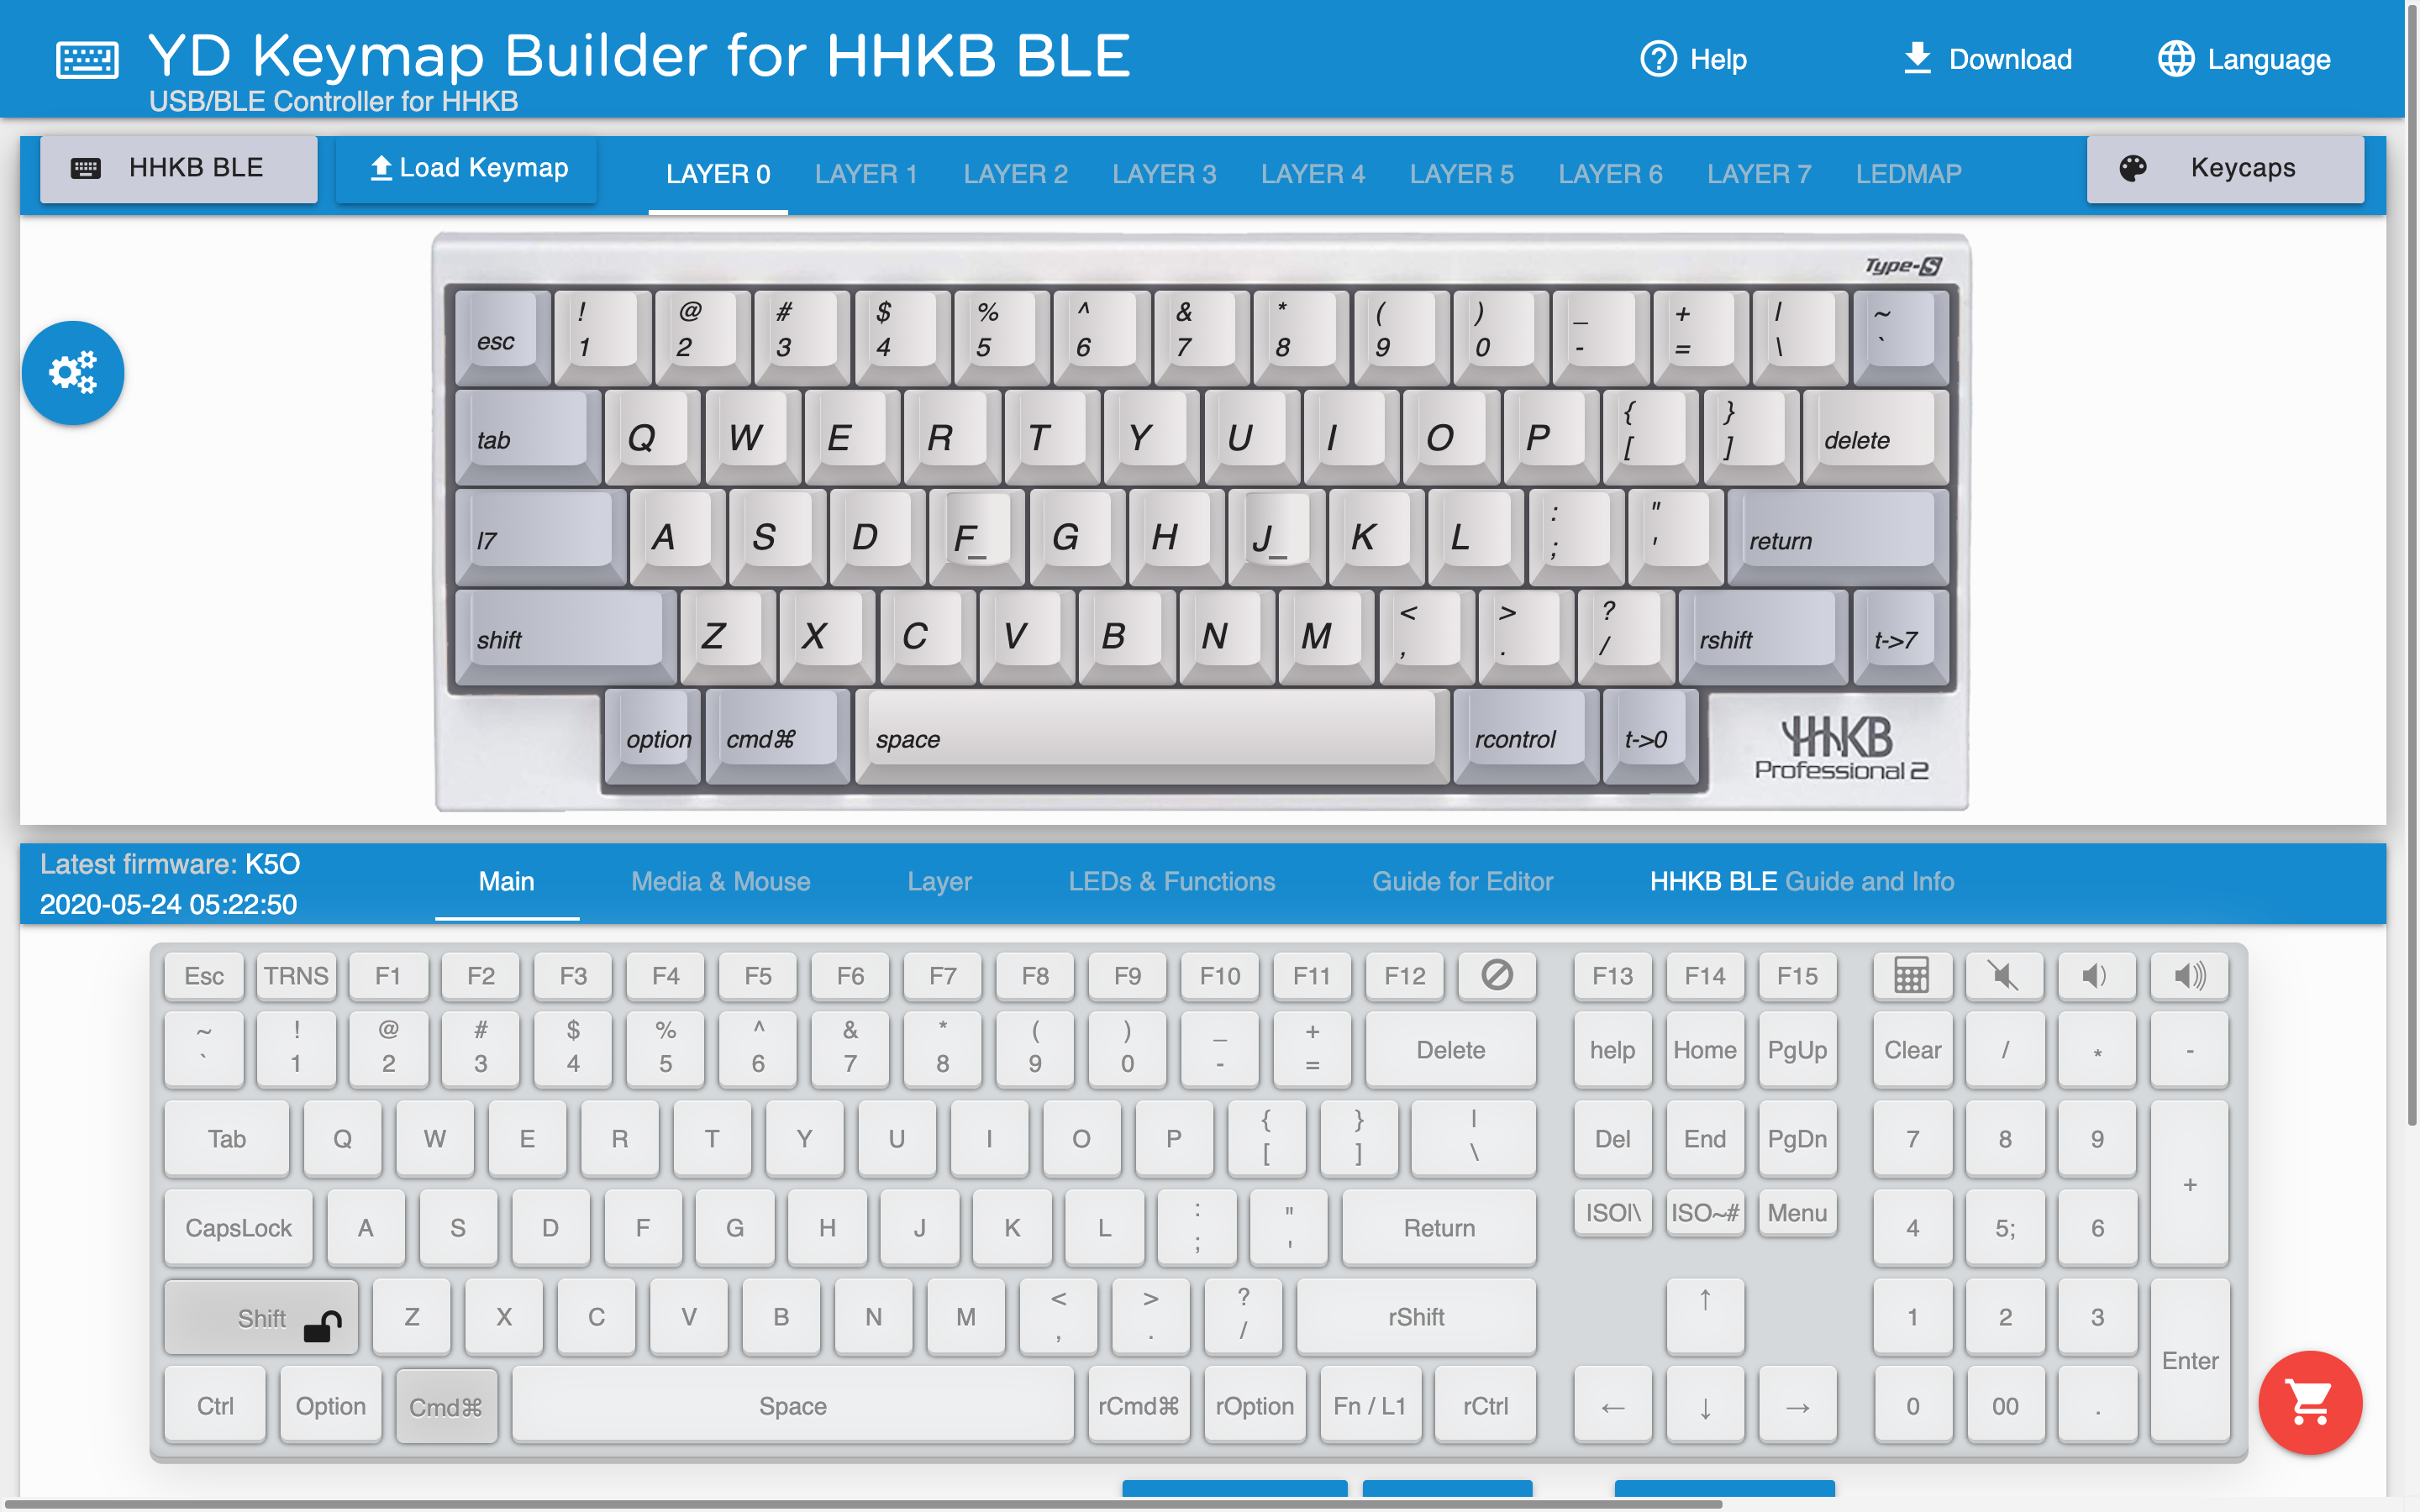 YD Keymap Builder for HHKB BLE
USB/BLE Controller for HHKB
Help
Download
Language
HHKB BLE
Load Keymap
LAYER 0
LAYER 1
LAYER 2
LAYER 3
LAYER 4
LAYER 5
LAYER 6
LAYER 7
LEDMAP
Keycaps
Type-S
esc ! 1 @ 2 # 3 $ 4 % 5 ^ 6 & 7 * 8 ( 9 ) 0 _ - + = | \ ~ `
tab Q W E R T Y U I O P { [ } ] delete
l7 A S D F_ G H J_ K L : ; " ' return
shift Z X C V B N M < , > . ? / rshift t->7
option cmd⌘ space rcontrol t->0
HHKB
Professional 2
Latest firmware: K5O
2020-05-24 05:22:50
Main
Media & Mouse
Layer
LEDs & Functions
Guide for Editor
HHKB BLE Guide and Info
Esc TRNS F1 F2 F3 F4 F5 F6 F7 F8 F9 F10 F11 F12 F13 F14 F15
~ ` ! 1 @ 2 # 3 $ 4 % 5 ^ 6 & 7 * 8 ( 9 ) 0 _ - + = Delete help Home PgUp Clear / * -
Tab Q W E R T Y U I O P { [ } ] | \ Del End PgDn 7 8 9 +
CapsLock A S D F G H J K L : ; " ' Return ISO|\ ISO~# Menu 4 5; 6
Shift Z X C V B N M < , > . ? / rShift ↑ 1 2 3 Enter
Ctrl Option Cmd⌘ Space rCmd⌘ rOption Fn / L1 rCtrl ← ↓ → 0 00 .